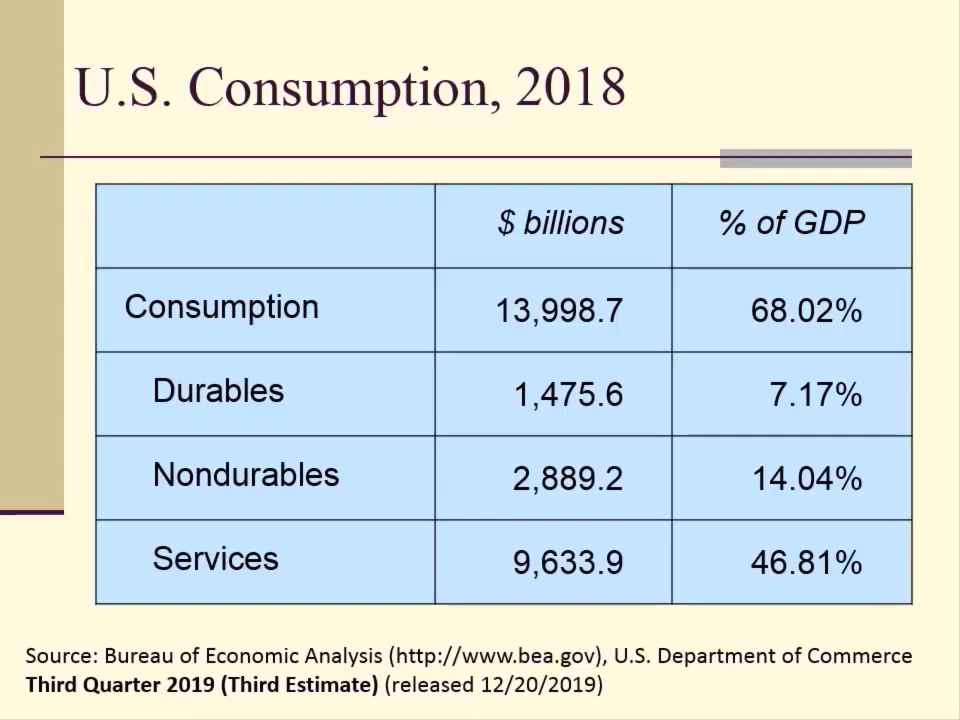 U.S. Consumption, 2018
$ billions % of GDP
Consumption 13,998.7 68.02%
Durables 1,475.6 7.17%
Nondurables 2,889.2 14.04%
Services 9,633.9 46.81%
Source: Bureau of Economic Analysis (http://www.bea.gov), U.S. Department of Commerce
Third Quarter 2019 (Third Estimate) (released 12/20/2019)